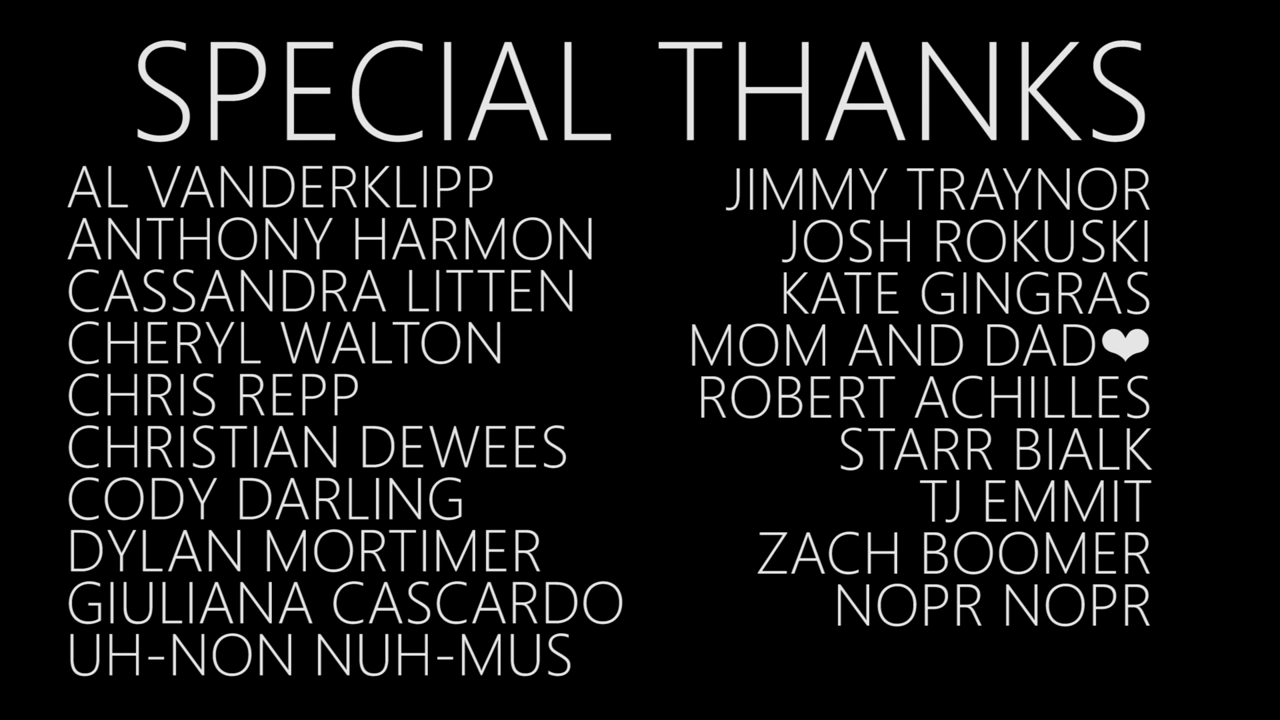 SPECIAL THANKS
AL VANDERKLIPP
ANTHONY HARMON
CASSANDRA LITTEN
CHERYL WALTON
CHRIS REPP
CHRISTIAN DEWEES
CODY DARLING
DYLAN MORTIMER
GIULIANA CASCARDO
UH-NON NUH-MUS
JIMMY TRAYNOR
JOSH ROKUSKI
KATE GINGRAS
MOM AND DAD❤
ROBERT ACHILLES
STARR BIALK
TJ EMMIT
ZACH BOOMER
NOPR NOPR